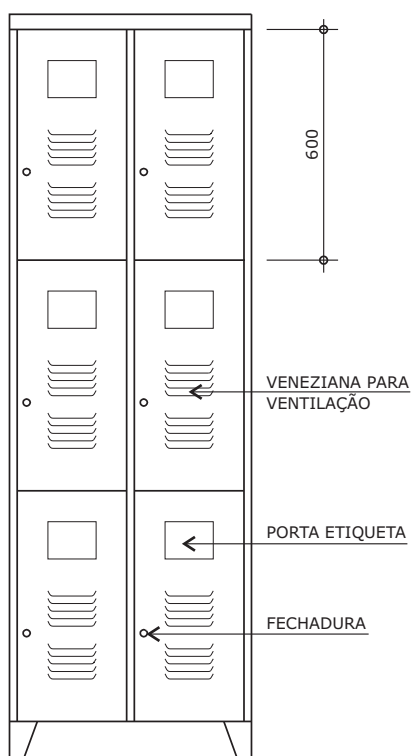 600
VENEZIANA PARA
VENTILAÇÃO
PORTA ETIQUETA
FECHADURA